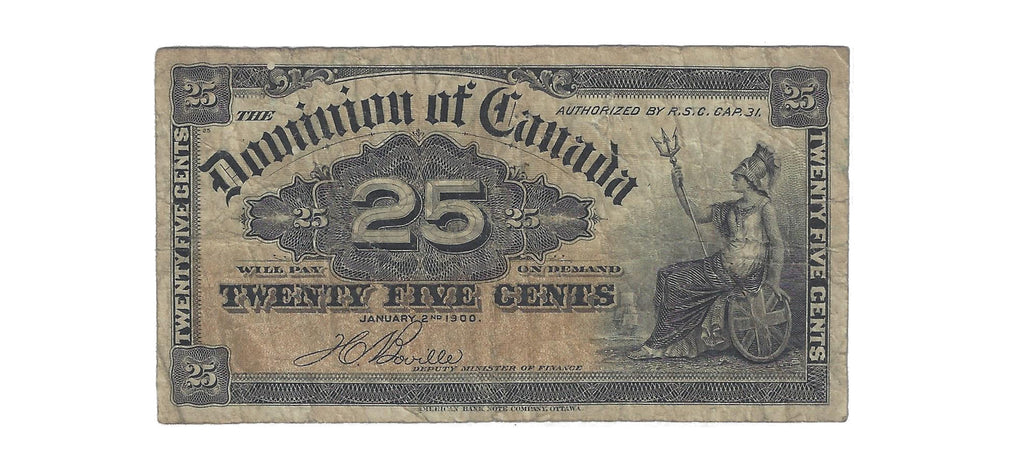 25
25
THE
Dominion of Canada
AUTHORIZED BY R.S.C. CAP. 31.
TWENTY FIVE CENTS
25
25
25
TWENTY FIVE CENTS
WILL PAY
ON DEMAND
TWENTY FIVE CENTS
JANUARY 2ND 1900.
J C Boville
DEPUTY MINISTER OF FINANCE
25
25
AMERICAN BANK NOTE COMPANY, OTTAWA.